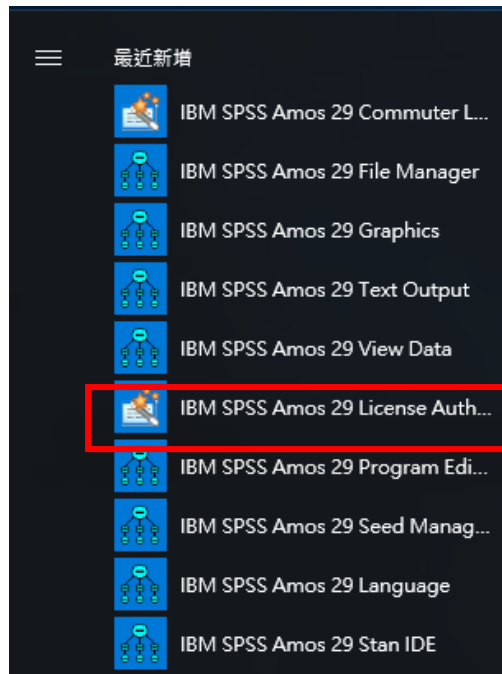 最近新增
IBM SPSS Amos 29 Commuter L...
IBM SPSS Amos 29 File Manager
IBM SPSS Amos 29 Graphics
IBM SPSS Amos 29 Text Output
IBM SPSS Amos 29 View Data
IBM SPSS Amos 29 License Auth...
IBM SPSS Amos 29 Program Edi...
IBM SPSS Amos 29 Seed Manag...
IBM SPSS Amos 29 Language
IBM SPSS Amos 29 Stan IDE